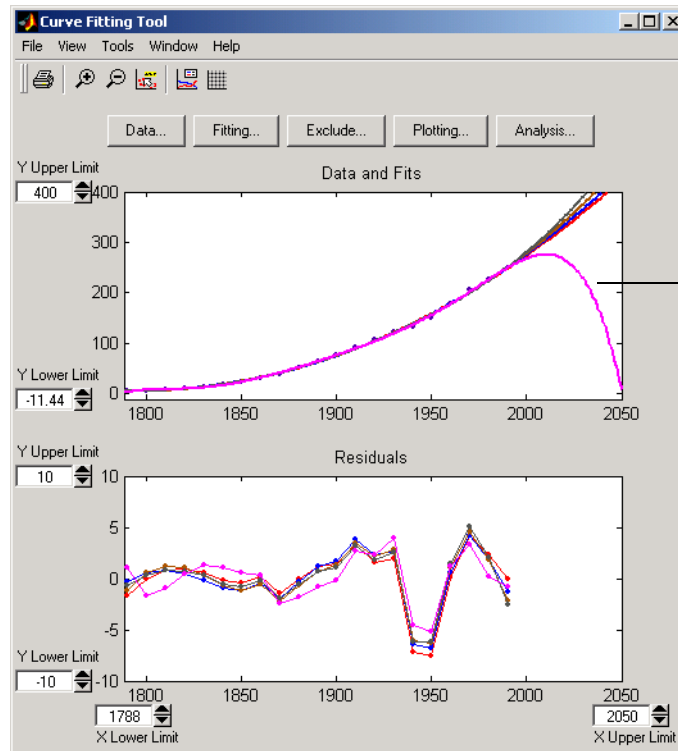 Curve Fitting Tool
File View Tools Window Help
Data... Fitting... Exclude... Plotting... Analysis...
Y Upper Limit
400
Data and Fits
400
300
200
100
0
Y Lower Limit
-11.44
1800 1850 1900 1950 2000 2050
Y Upper Limit
10
Residuals
10
5
0
-5
-10
Y Lower Limit
-10
1800 1850 1900 1950 2000 2050
1788
X Lower Limit
2050
X Upper Limit